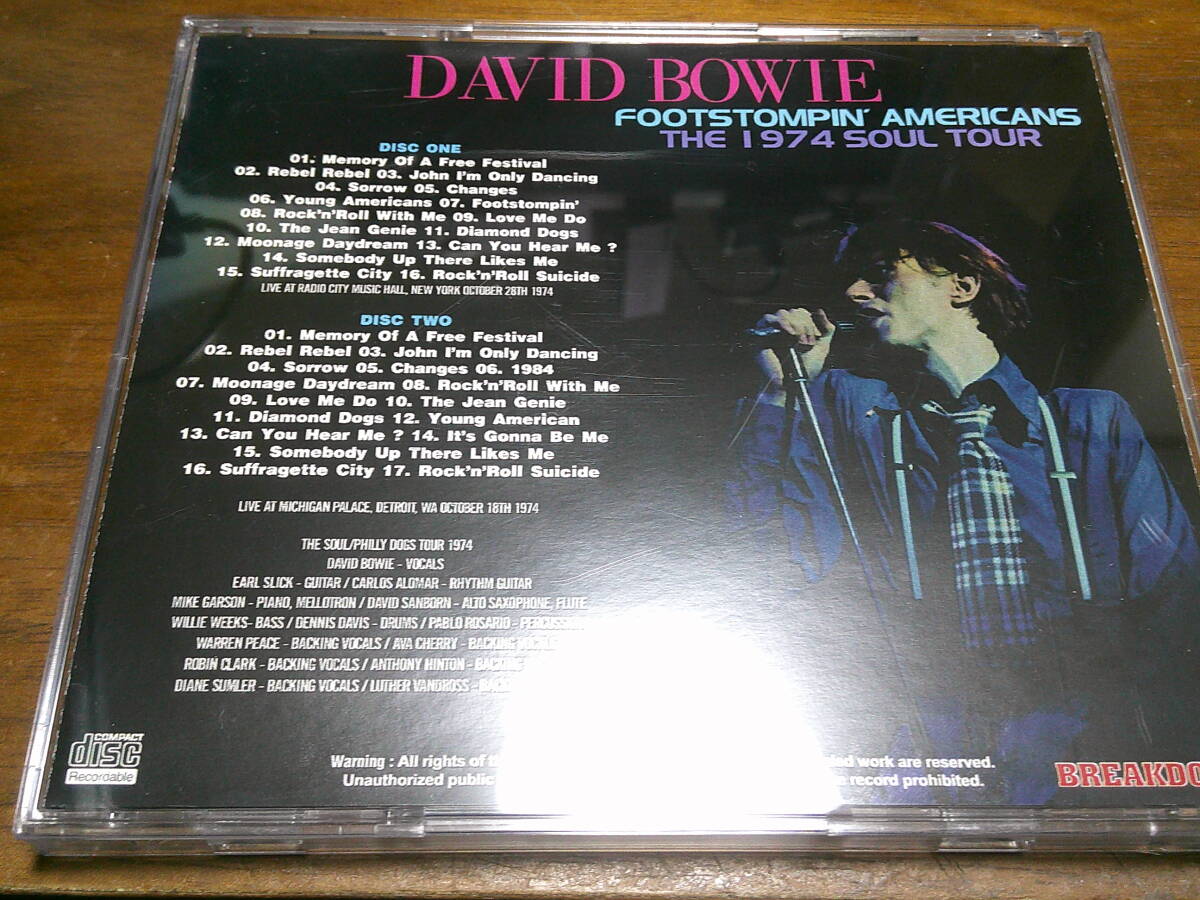 DAVID BOWIE
FOOTSTOMPIN' AMERICANS
THE 1974 SOUL TOUR
DISC ONE
01. Memory Of A Free Festival
02. Rebel Rebel 03. John I'm Only Dancing
04. Sorrow 05. Changes
06. Young Americans 07. Footstompin'
08. Rock'n'Roll With Me 09. Love Me Do
10. The Jean Genie 11. Diamond Dogs
12. Moonage Daydream 13. Can You Hear Me ?
14. Somebody Up There Likes Me
15. Suffragette City 16. Rock'n'Roll Suicide
LIVE AT RADIO CITY MUSIC HALL, NEW YORK OCTOBER 28TH 1974
DISC TWO
01. Memory Of A Free Festival
02. Rebel Rebel 03. John I'm Only Dancing
04. Sorrow 05. Changes 06. 1984
07. Moonage Daydream 08. Rock'n'Roll With Me
09. Love Me Do 10. The Jean Genie
11. Diamond Dogs 12. Young American
13. Can You Hear Me ? 14. It's Gonna Be Me
15. Somebody Up There Likes Me
16. Suffragette City 17. Rock'n'Roll Suicide
LIVE AT MICHIGAN PALACE, DETROIT, WA OCTOBER 18TH 1974
THE SOUL/PHILLY DOGS TOUR 1974
DAVID BOWIE - VOCALS
EARL SLICK - GUITAR / CARLOS ALOMAR - RHYTHM GUITAR
MIKE GARSON - PIANO, MELLOTRON / DAVID SANBORN - ALTO SAXOPHONE, FLUTE
WILLIE WEEKS- BASS / DENNIS DAVIS - DRUMS / PABLO ROSARIO - PERCUSSION
WARREN PEACE - BACKING VOCALS / AVA CHERRY - BACKING VOCALS
ROBIN CLARK - BACKING VOCALS / ANTHONY HINTON - BACKING
DIANE SUMLER - BACKING VOCALS / LUTHER VANDROSS -
COMPACT
disc
Recordable
Warning : All rights of work are reserved.
Unauthorized public record prohibited.
BREAKDO